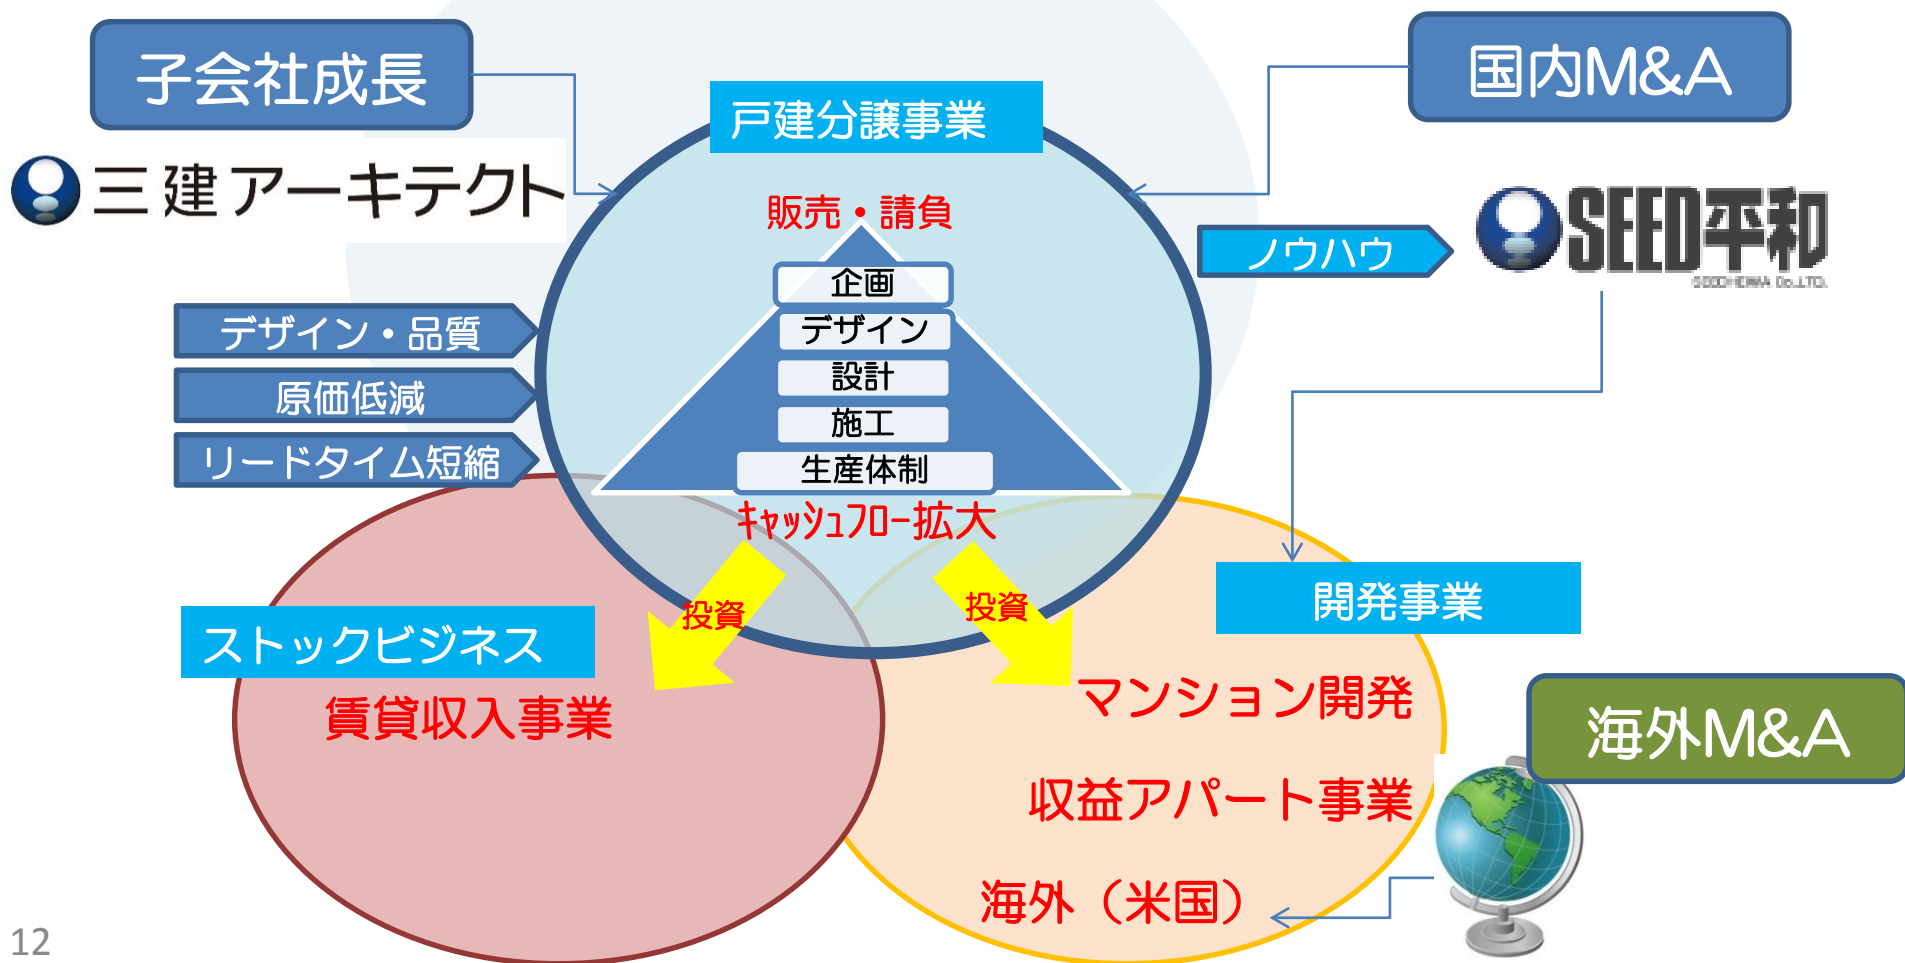 子会社成長
国内M&A
戸建分譲事業
三建アーキテクト
SEED平和
販売・請負
ノウハウ
企画
デザイン
設計
施工
生産体制
デザイン・品質
原価低減
リードタイム短縮
ｷｬｯｼｭﾌﾛｰ拡大
投資
投資
開発事業
ストックビジネス
賃貸収入事業
マンション開発
海外M&A
収益アパート事業
海外（米国）
12